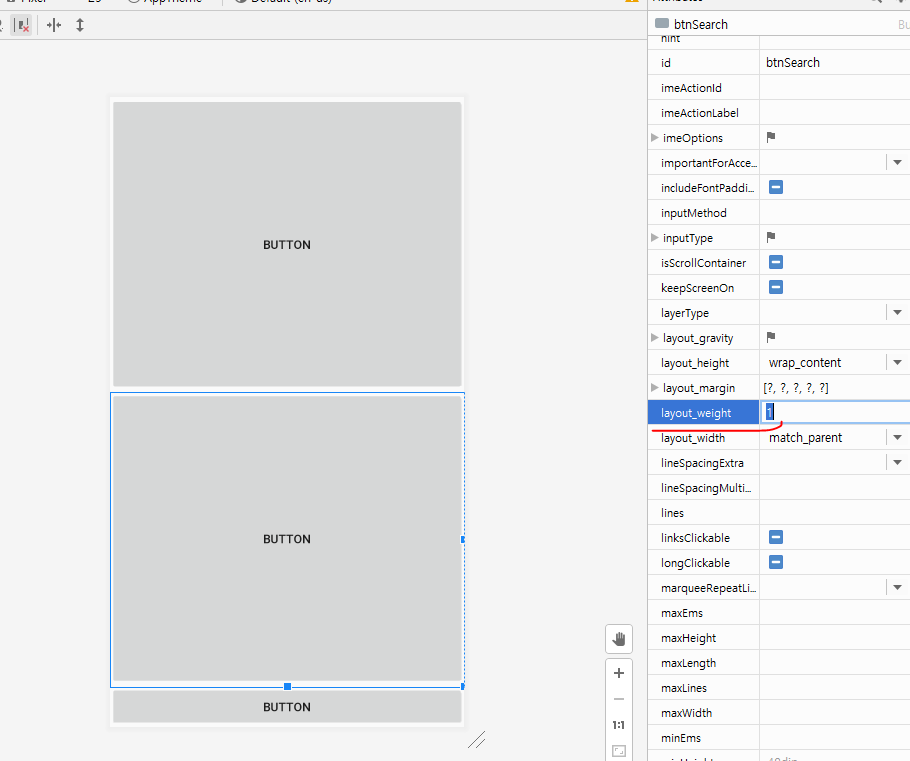 btnSearch
Bu
hint
id btnSearch
imeActionId
imeActionLabel
imeOptions
importantForAcce...
includeFontPaddi...
inputMethod
inputType
isScrollContainer
keepScreenOn
layerType
layout_gravity
layout_height wrap_content
layout_margin [?, ?, ?, ?, ?]
layout_weight 1
layout_width match_parent
lineSpacingExtra
lineSpacingMulti...
lines
linksClickable
longClickable
marqueeRepeatLi...
maxEms
maxHeight
maxLength
maxLines
maxWidth
minEms
BUTTON
BUTTON
BUTTON
1:1